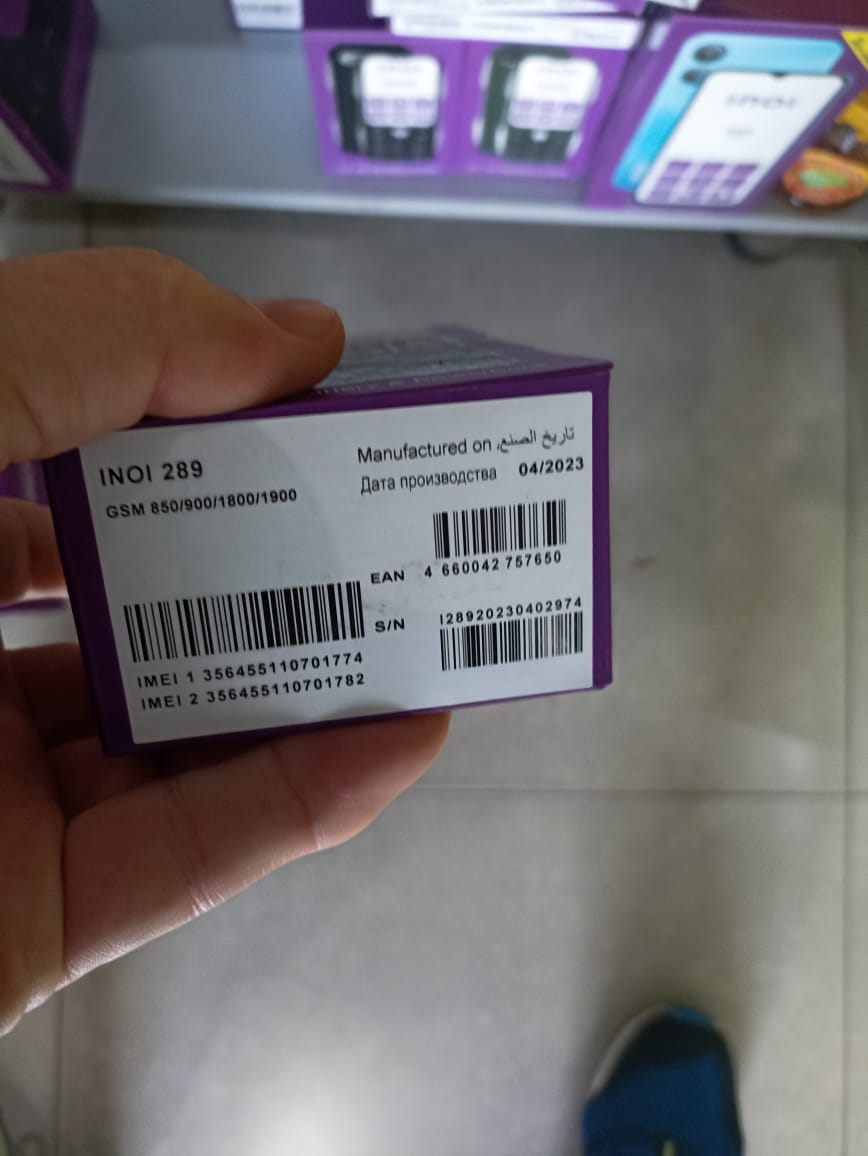 inoi
INOI 289
GSM 850/900/1800/1900
Manufactured on تاريخ الصنع،
Дата производства 04/2023
EAN 4 660042 757650
S/N I28920230402974
IMEI 1 356455110701774
IMEI 2 356455110701782